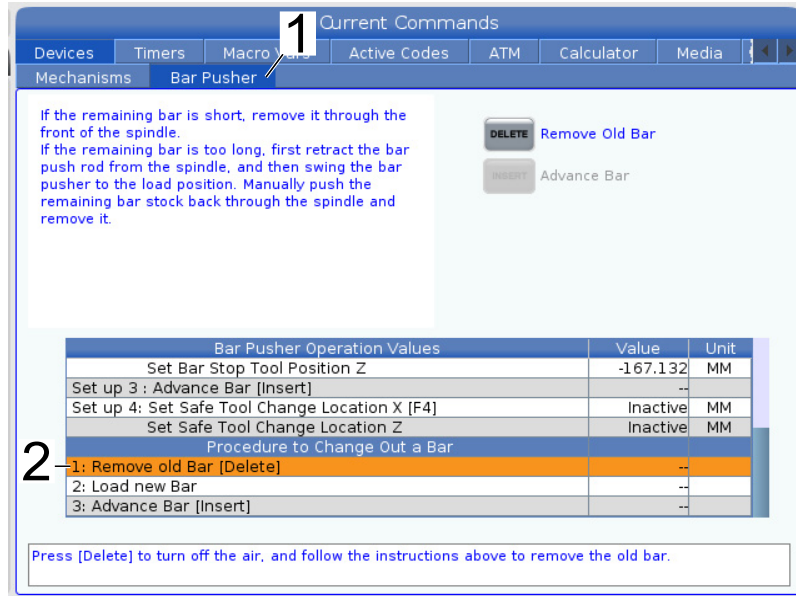 Current Commands
1
Devices Timers Macro Vars Active Codes ATM Calculator Media
Mechanisms Bar Pusher
If the remaining bar is short, remove it through the
front of the spindle.
If the remaining bar is too long, first retract the bar
push rod from the spindle, and then swing the bar
pusher to the load position. Manually push the
remaining bar stock back through the spindle and
remove it.
DELETE Remove Old Bar
INSERT Advance Bar
Bar Pusher Operation Values Value Unit
Set Bar Stop Tool Position Z -167.132 MM
Set up 3 : Advance Bar [Insert] --
Set up 4: Set Safe Tool Change Location X [F4] Inactive MM
Set Safe Tool Change Location Z Inactive MM
Procedure to Change Out a Bar
2
1: Remove old Bar [Delete] --
2: Load new Bar --
3: Advance Bar [Insert] --
Press [Delete] to turn off the air, and follow the instructions above to remove the old bar.